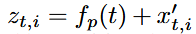 z_{t,i} = f_p(t) + x'_{t,i}